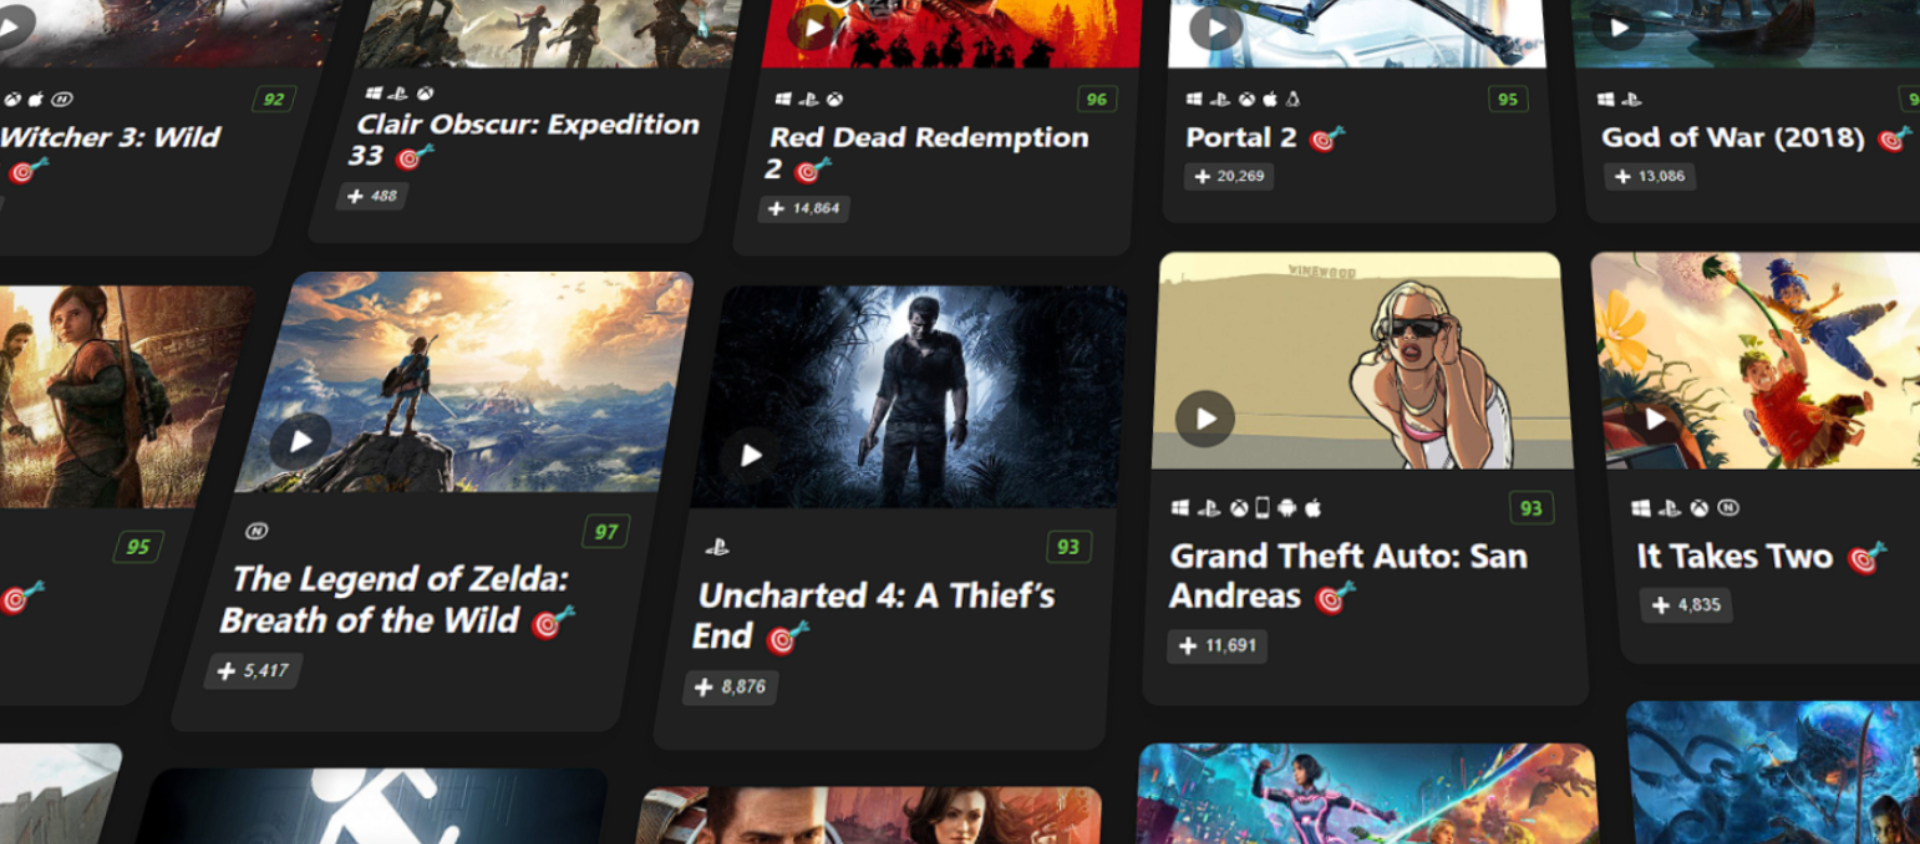 92
Witcher 3: Wild
Clair Obscur: Expedition
33
488
96
Red Dead Redemption
2
14,864
95
Portal 2
20,269
God of War (2018)
13,086
95
97
The Legend of Zelda:
Breath of the Wild
5,417
93
Uncharted 4: A Thief's
End
8,876
VINEWOOD
93
Grand Theft Auto: San
Andreas
11,691
It Takes Two
4,835